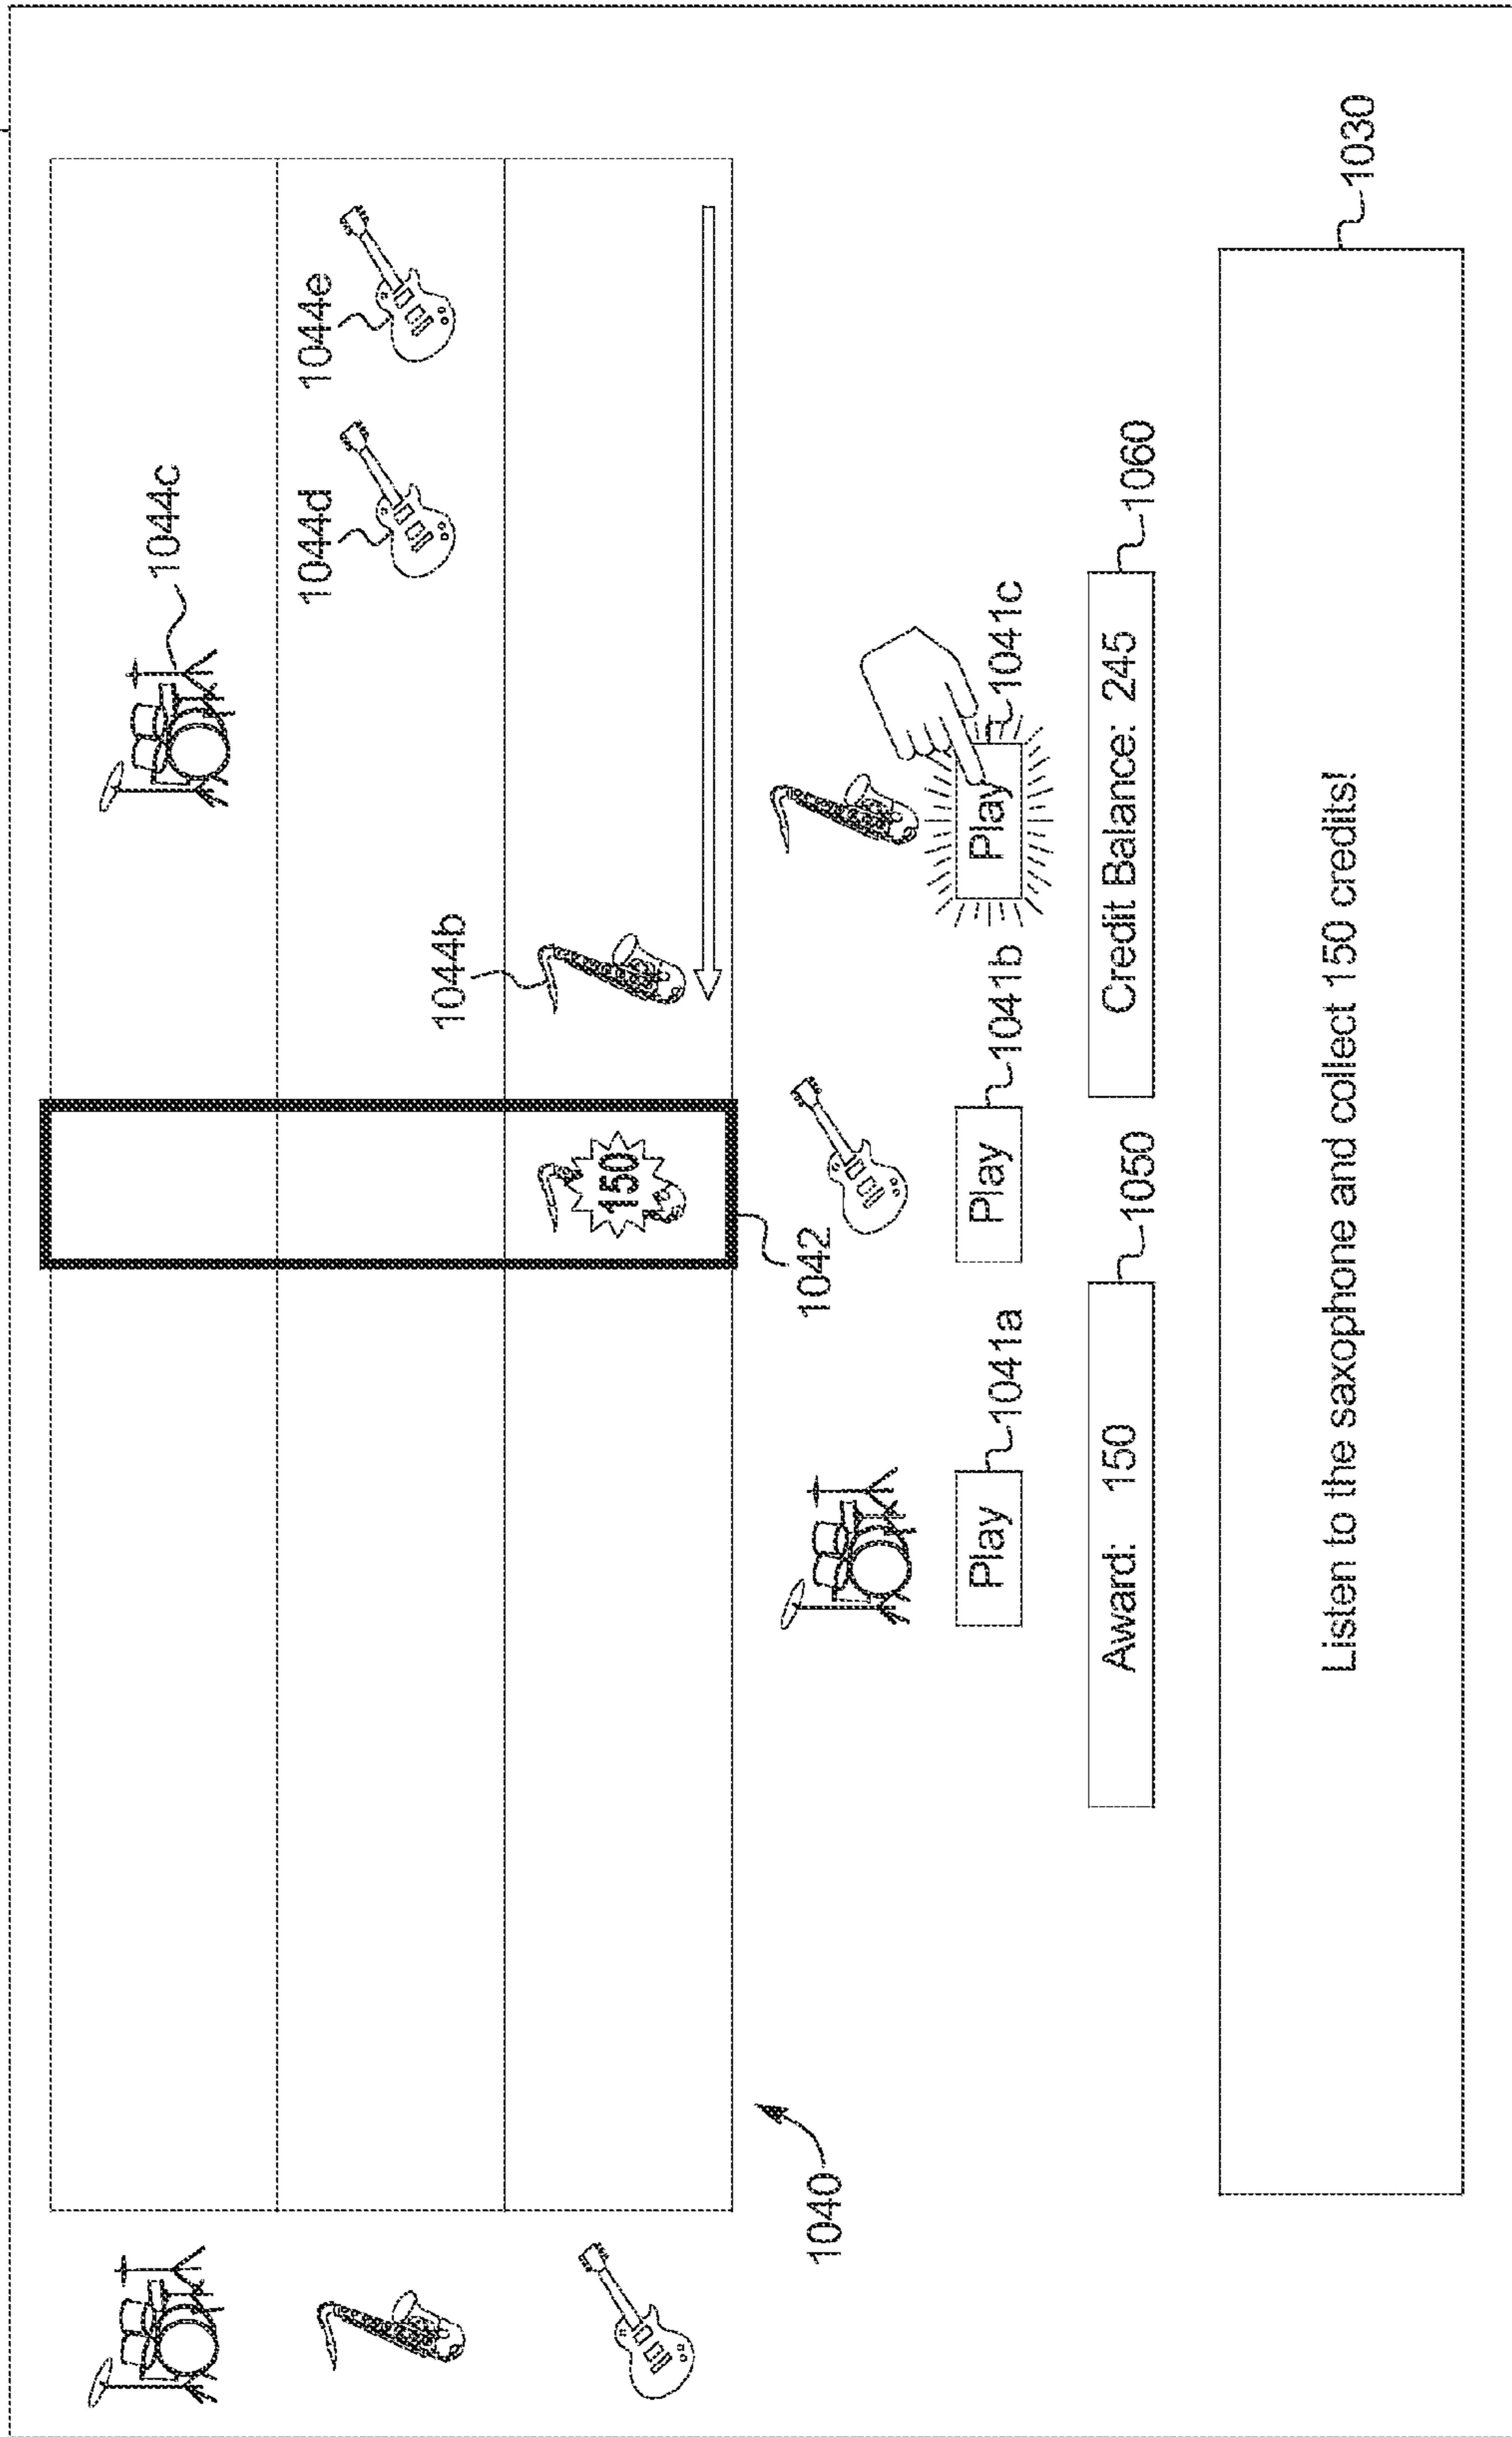 1044c
1044d
1044e
1044b
150
1042
1040
Play
1041a
Play
1041b
Play
1041c
Award: 150
1050
Credit Balance: 245
1060
Listen to the saxophone and collect 150 credits!
1030